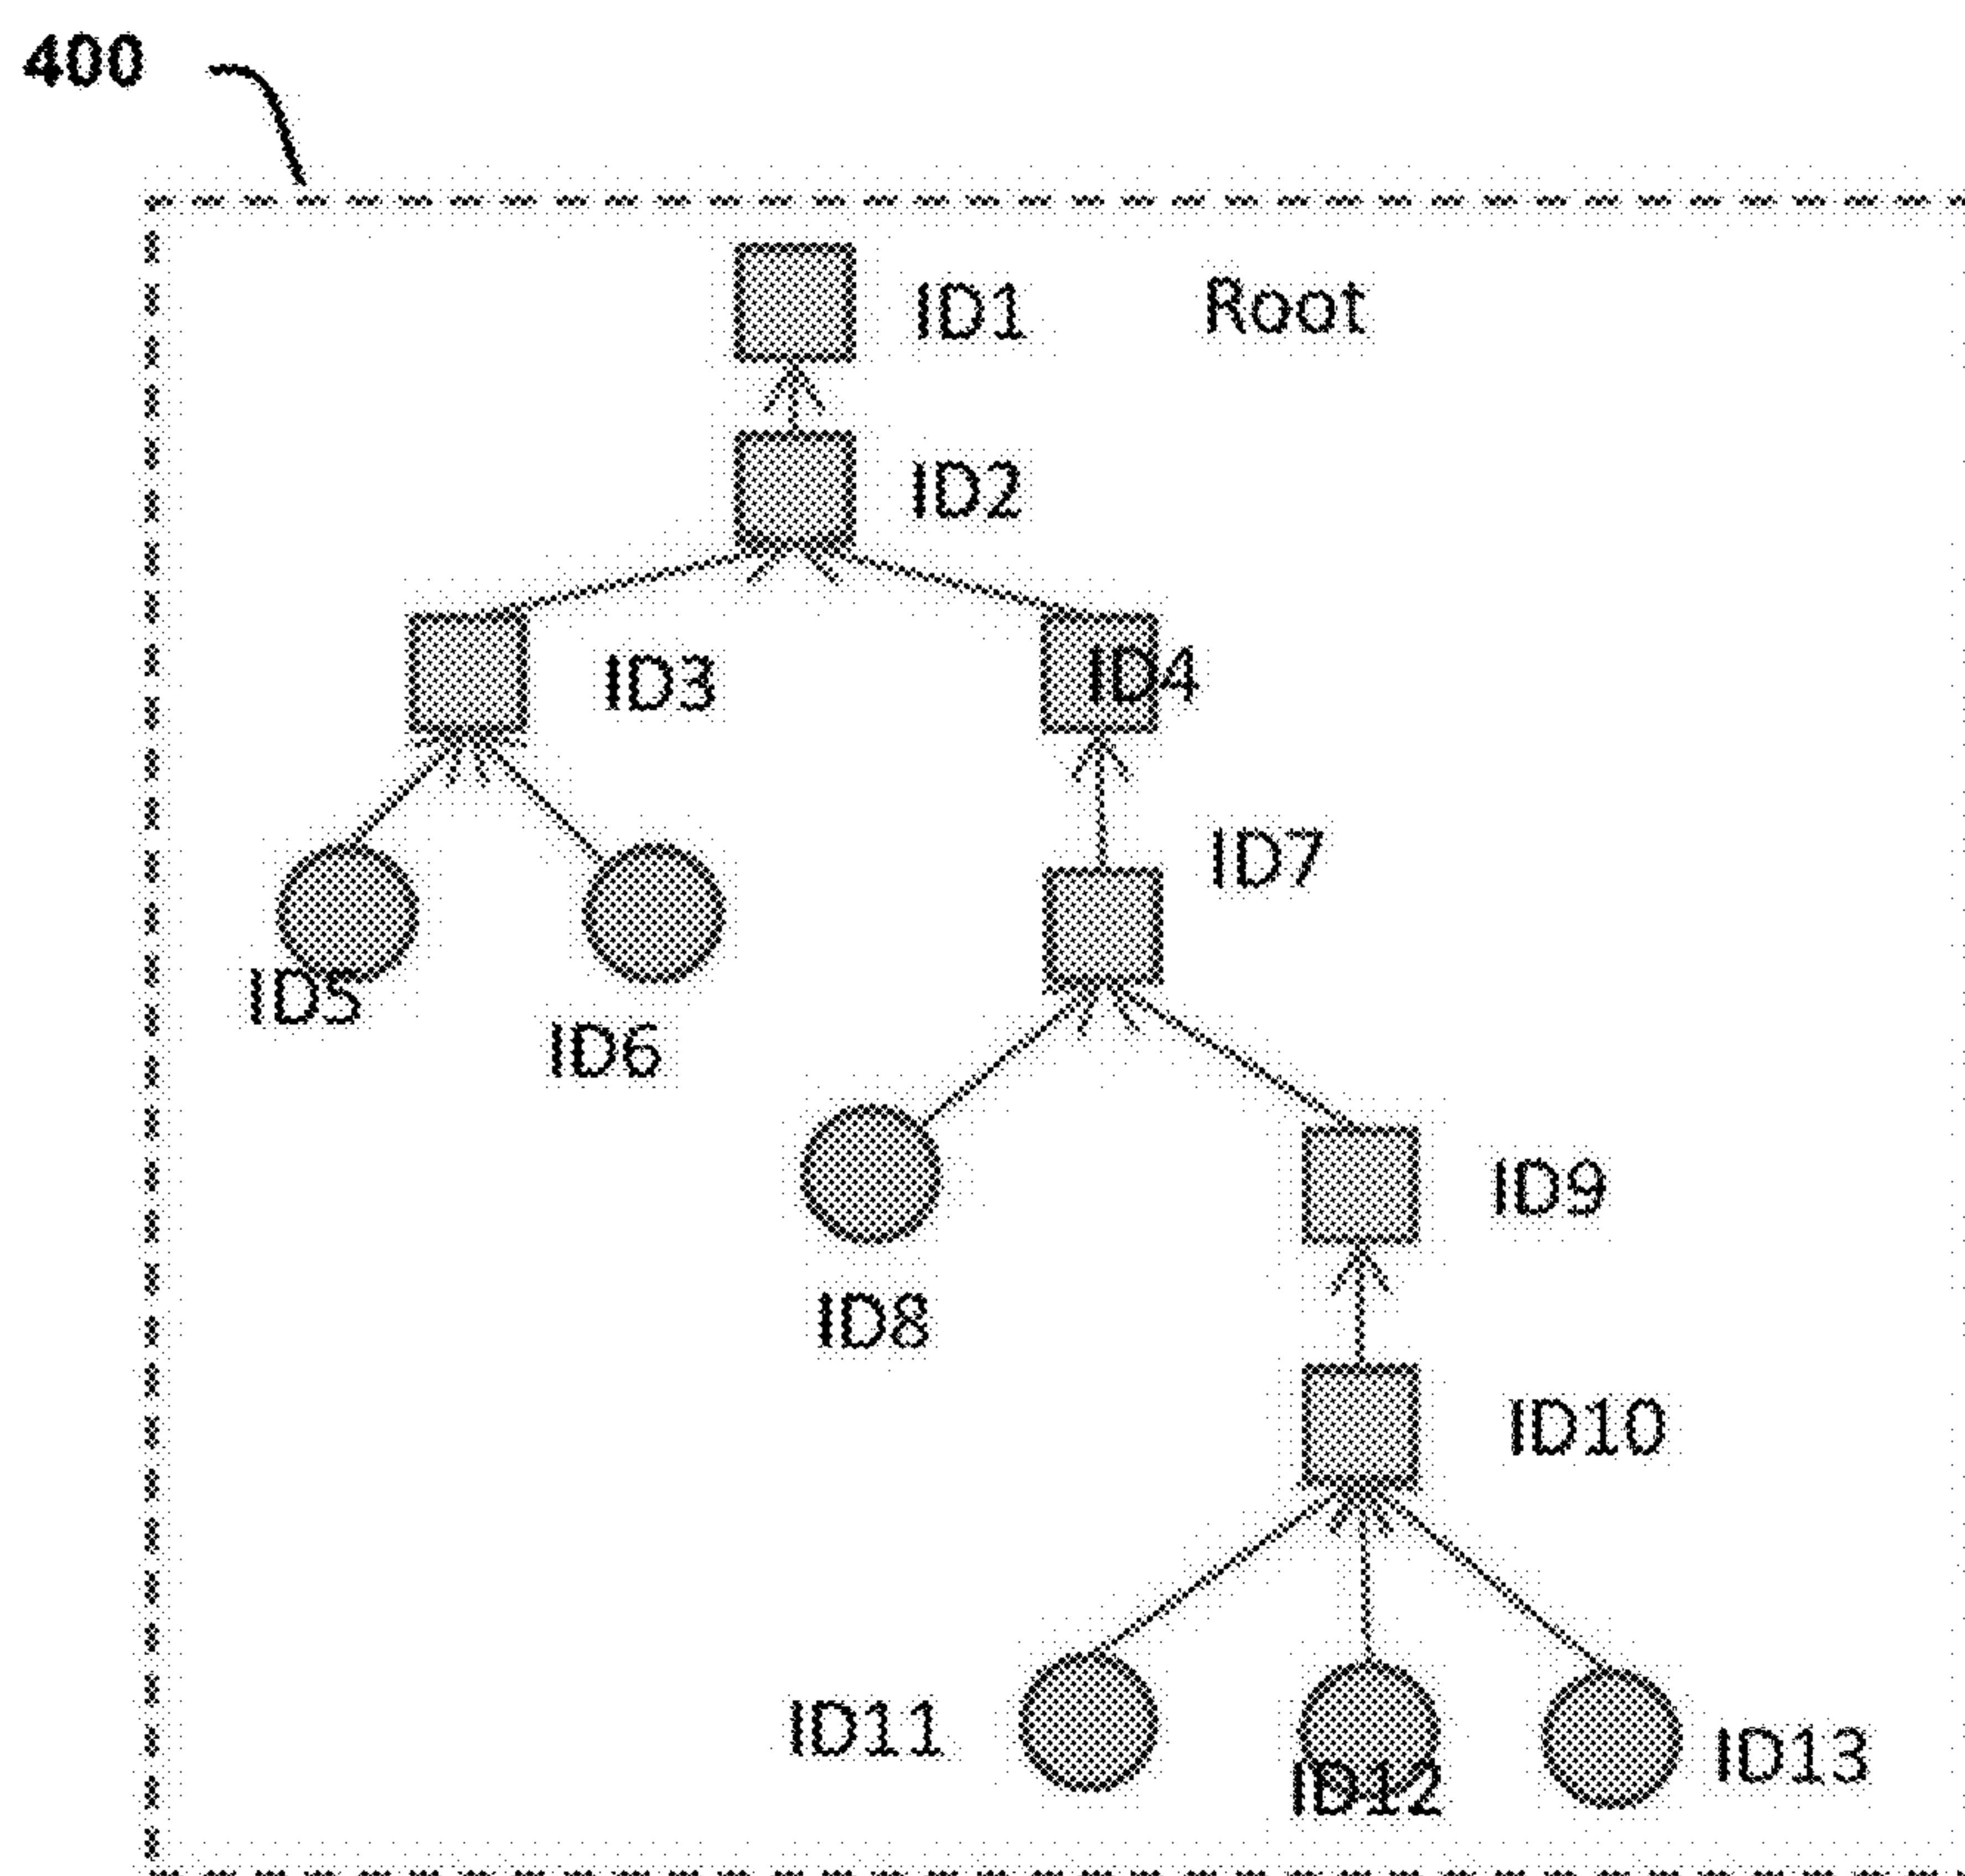 400
ID1 Root
ID2
ID3 ID4
ID7
ID5
ID6
ID9
ID8
ID10
ID11
ID12
ID13